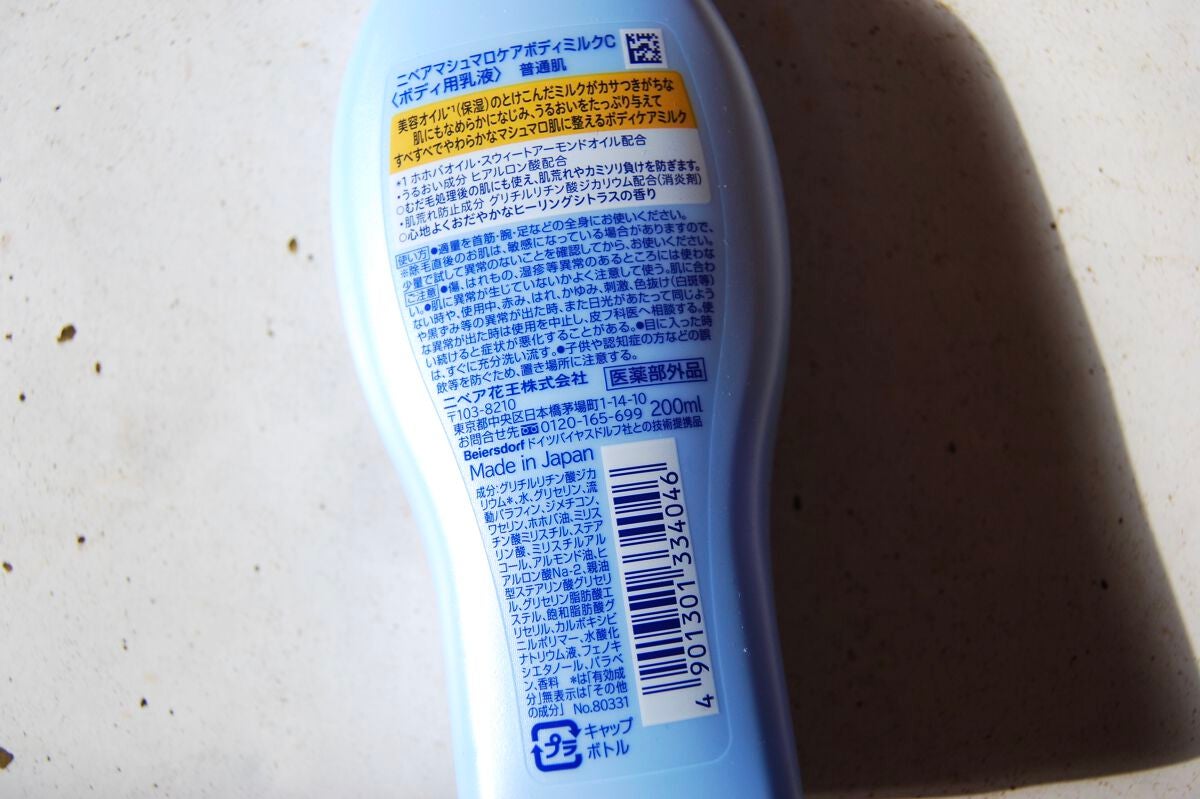 ニベアマシュマロケアボディミルクC
〈ボディ用乳液〉 普通肌
美容オイル*1(保湿)のとけこんだミルクがカサつきがちな
肌にもなめらかになじみ、うるおいをたっぷり与えて
すべすべでやわらかなマシュマロ肌に整えるボディケアミルク
*1 ホホバオイル・スウィートアーモンドオイル配合
・うるおい成分 ヒアルロン酸配合
○むだ毛処理後の肌にも使え、肌荒れやカミソリ負けを防ぎます。
・肌荒れ防止成分 グリチルリチン酸ジカリウム配合(消炎剤)
○心地よくおだやかなヒーリングシトラスの香り
使い方 ●適量を首筋・腕・足などの全身にお使いください。
※除毛直後のお肌は、敏感になっている場合がありますので、
少量で試して異常のないことを確認してから、お使いください。
ご注意 ●傷、はれもの、湿疹等異常のあるところには使わな
い。●肌に異常が生じていないかよく注意して使う。肌に合わ
ない時や、使用中、赤み、はれ、かゆみ、刺激、色抜け(白斑等)
や黒ずみ等の異常が出た時、また日光があたって同じよう
な異常が出た時は使用を中止し、皮フ科医へ相談する。使
い続けると症状が悪化することがある。●目に入った時
は、すぐに充分洗い流す。●子供や認知症の方などの誤
飲等を防ぐため、置き場所に注意する。
ニベア花王株式会社 医薬部外品
〒103-8210
東京都中央区日本橋茅場町1-14-10
お問合せ先 0120-165-699 200ml
Beiersdorf ドイツバイヤスドルフ社との技術提携品
Made in Japan
成分:グリチルリチン酸ジカ
リウム*、水、グリセリン、流
動パラフィン、ジメチコン、
ワセリン、ホホバ油、ミリス
チン酸ミリスチル、ステア
リン酸、ミリスチルアル
コール、アルモンド油、ヒ
アルロン酸Na-2、親油
型ステアリン酸グリセリ
ル、グリセリン脂肪酸エ
ステル、飽和脂肪酸グ
リセリル、カルボキシビ
ニルポリマー、水酸化
ナトリウム液、フェノキ
シエタノール、パラベ
ン、香料 *は「有効成
分」無表示は「その他
の成分」 No.80331
4 901301 334046
プラ
キャップ
ボトル